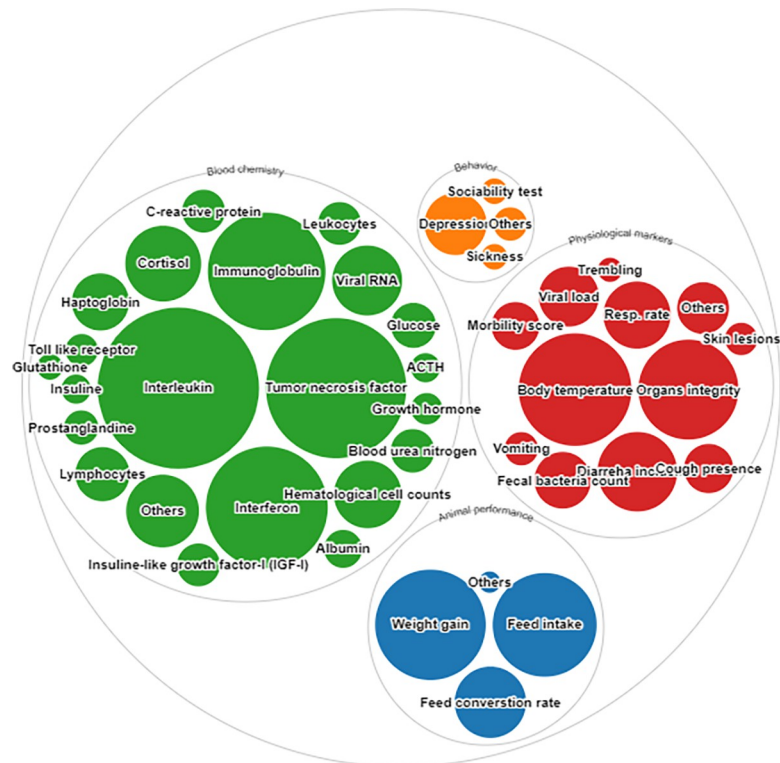 Blood chemistry
C-reactive protein
Leukocytes
Cortisol
Immunoglobulin
Viral RNA
Haptoglobin
Glucose
Toll like receptor
Glutathione
Interleukin
Tumor necrosis factor
ACTH
Insuline
Growth hormone
Prostanglandine
Blood urea nitrogen
Lymphocytes
Hematological cell counts
Others
Interferon
Albumin
Insuline-like growth factor-I (IGF-I)
Behavior
Sociability test
Depression
Others
Sickness
Physiological markers
Trembling
Viral load
Others
Resp. rate
Morbility score
Skin lesions
Body temperature
Organs integrity
Vomiting
Diarreha
Cough presence
Fecal bacteria count
Animal performance
Others
Weight gain
Feed intake
Feed converstion rate